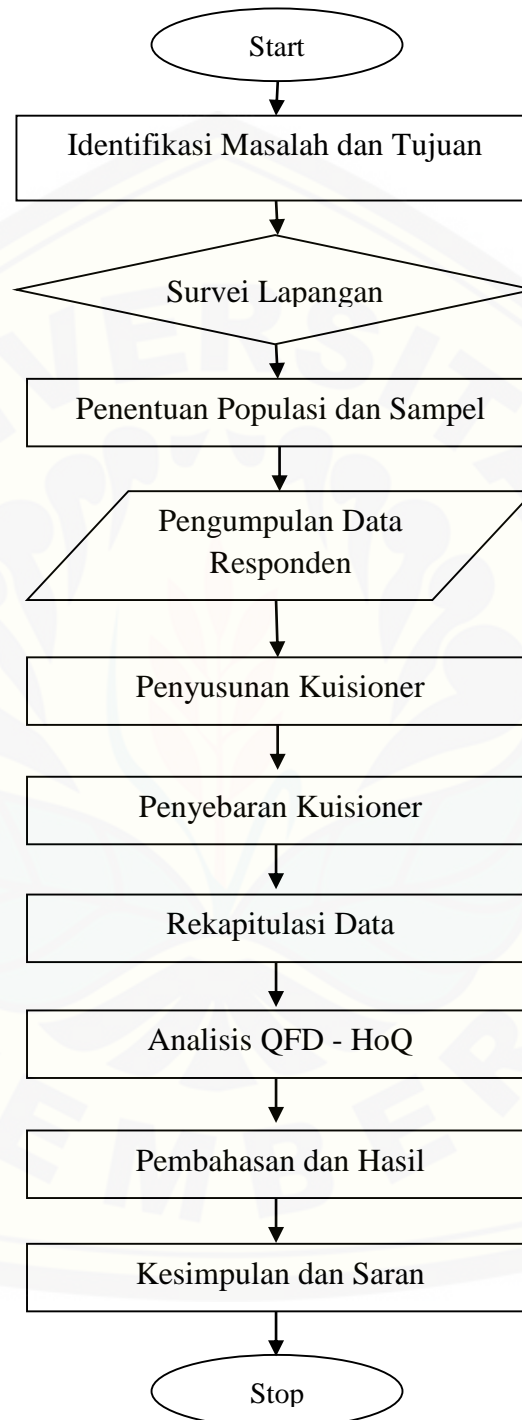 Start
Identifikasi Masalah dan Tujuan
Survei Lapangan
Penentuan Populasi dan Sampel
Pengumpulan Data
Responden
Penyusunan Kuisioner
Penyebaran Kuisioner
Rekapitulasi Data
Analisis QFD - HoQ
Pembahasan dan Hasil
Kesimpulan dan Saran
Stop